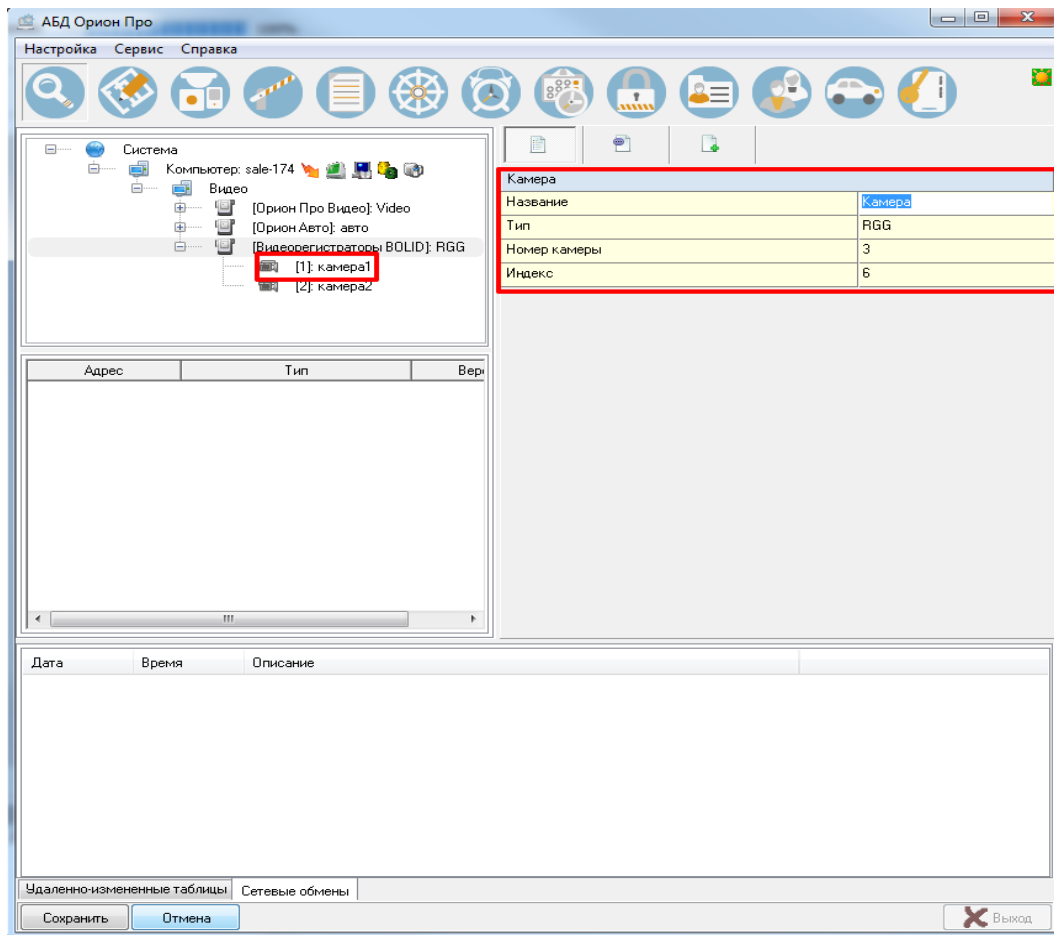 АБД Орион Про
Настройка Сервис Справка
Система
Компьютер: sale-174
Видео
[Орион Про Видео]: Video
[Орион Авто]: авто
[Видеорегистраторы BOLID]: RGG
[1]: камера1
[2]: камера2
Камера
Название Камера
Тип RGG
Номер камеры 3
Индекс 6
Адрес Тип
Дата Время Описание
Удаленно-измененные таблицы Сетевые обмены
Сохранить Отмена Выход